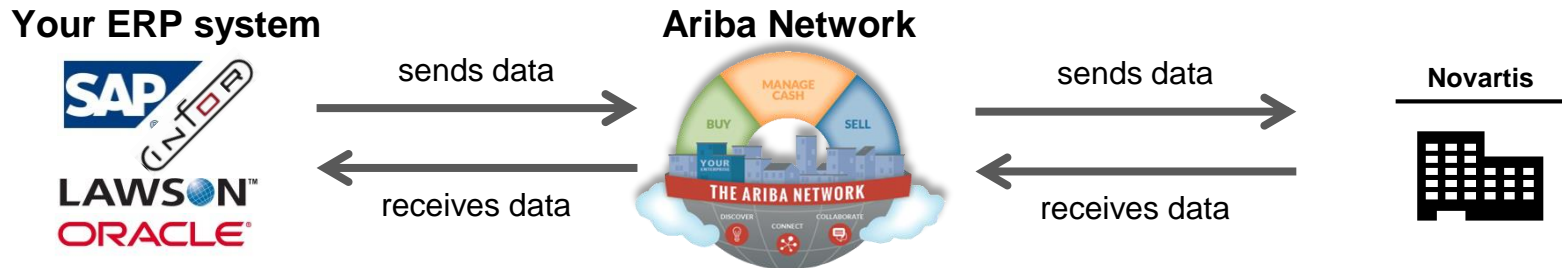 Your ERP system
Ariba Network
SAP
INFOR
LAWSON™
ORACLE®
sends data
receives data
MANAGE
CASH
BUY
SELL
YOUR
ENTERPRISE
THE ARIBA NETWORK
DISCOVER
CONNECT
COLLABORATE
sends data
receives data
Novartis